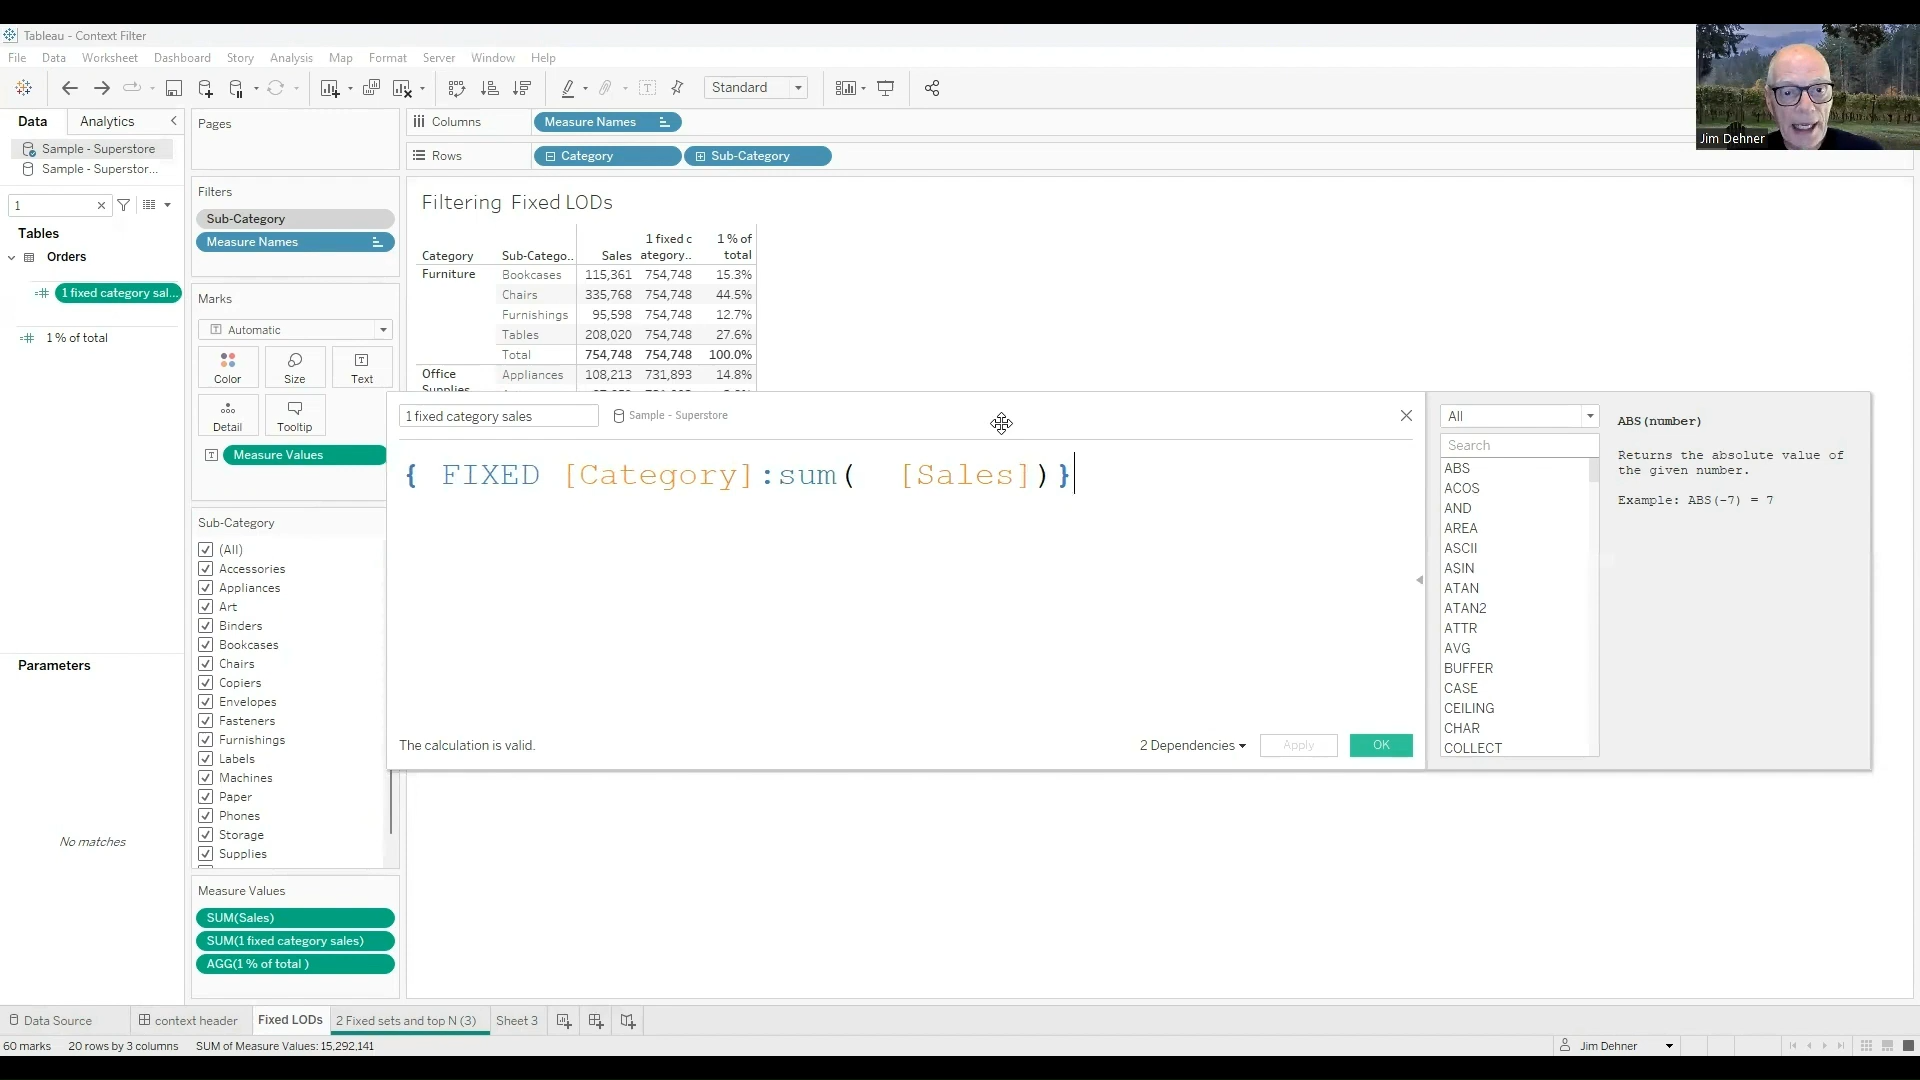 Tableau - Context Filter
File Data Worksheet Dashboard Story Analysis Map Format Server Window Help
Standard
Jim Dehner
Data Analytics
Sample - Superstore
Sample - Superstor...
1
Tables
Orders
1 fixed category sal...
1 % of total
Parameters
No matches
Pages
Filters
Sub-Category
Measure Names
Marks
Automatic
Color Size Text
Detail Tooltip
Measure Values
Sub-Category
(All)
Accessories
Appliances
Art
Binders
Bookcases
Chairs
Copiers
Envelopes
Fasteners
Furnishings
Labels
Machines
Paper
Phones
Storage
Supplies
Measure Values
SUM(Sales)
SUM(1 fixed category sales)
AGG(1 % of total )
Columns Measure Names
Rows Category Sub-Category
Filtering Fixed LODs
Category Sub-Catego.. Sales 1 fixed c ategory.. 1 % of total
Furniture Bookcases 115,361 754,748 15.3%
Chairs 335,768 754,748 44.5%
Furnishings 95,598 754,748 12.7%
Tables 208,020 754,748 27.6%
Total 754,748 754,748 100.0%
Office Supplies Appliances 108,213 731,893 14.8%
1 fixed category sales Sample - Superstore
{ FIXED [Category]:sum( [Sales])}
The calculation is valid.
2 Dependencies Apply OK
All
Search
ABS
ACOS
AND
AREA
ASCII
ASIN
ATAN
ATAN2
ATTR
AVG
BUFFER
CASE
CEILING
CHAR
COLLECT
ABS(number)
Returns the absolute value of
the given number.
Example: ABS(-7) = 7
Data Source context header Fixed LODs 2 Fixed sets and top N (3) Sheet 3
60 marks 20 rows by 3 columns SUM of Measure Values: 15,292,141 Jim Dehner